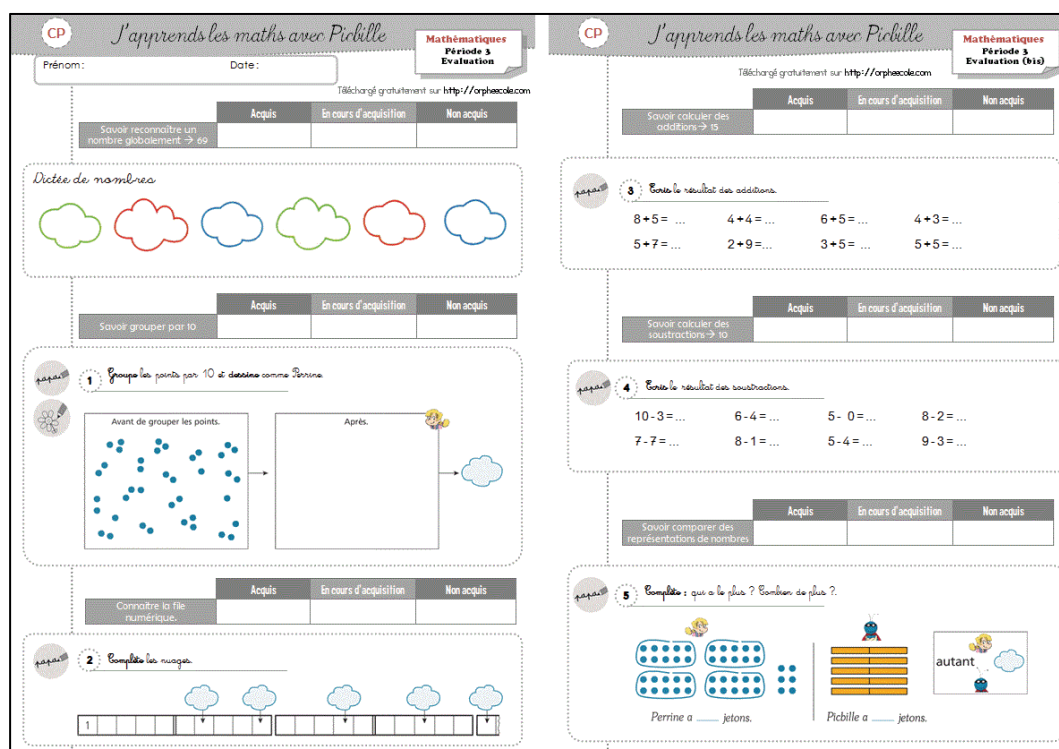 CP
J'apprends les maths avec Picbille
Mathématiques
Période 3
Evaluation
Prénom :
Date :
Téléchargé gratuitement sur http://orpheecole.com
Acquis
En cours d'acquisition
Non acquis
Savoir reconnaître un
nombre globalement → 69
Dictée de nombres
Acquis
En cours d'acquisition
Non acquis
Savoir grouper par 10
1 Groupe les points par 10 et dessine comme Perrine.
Avant de grouper les points.
Après.
Acquis
En cours d'acquisition
Non acquis
Connaître la file
numérique.
2 Complète les nuages.
1
CP
J'apprends les maths avec Picbille
Mathématiques
Période 3
Evaluation (bis)
Téléchargé gratuitement sur http://orpheecole.com
Acquis
En cours d'acquisition
Non acquis
Savoir calculer des
additions → 15
3 Ecris le résultat des additions.
8+5= ... 4+4= ... 6+5= ... 4+3= ...
5+7= ... 2+9= ... 3+5= ... 5+5= ...
Acquis
En cours d'acquisition
Non acquis
Savoir calculer des
soustractions → 10
4 Ecris le résultat des soustractions.
10-3= ... 6-4= ... 5- 0= ... 8-2= ...
7-7= ... 8-1= ... 5-4= ... 9-3= ...
Acquis
En cours d'acquisition
Non acquis
Savoir comparer des
représentations de nombres
5 Complète : qui a le plus ? Combien de plus ?.
autant
Perrine a ___ jetons.
Picbille a ___ jetons.